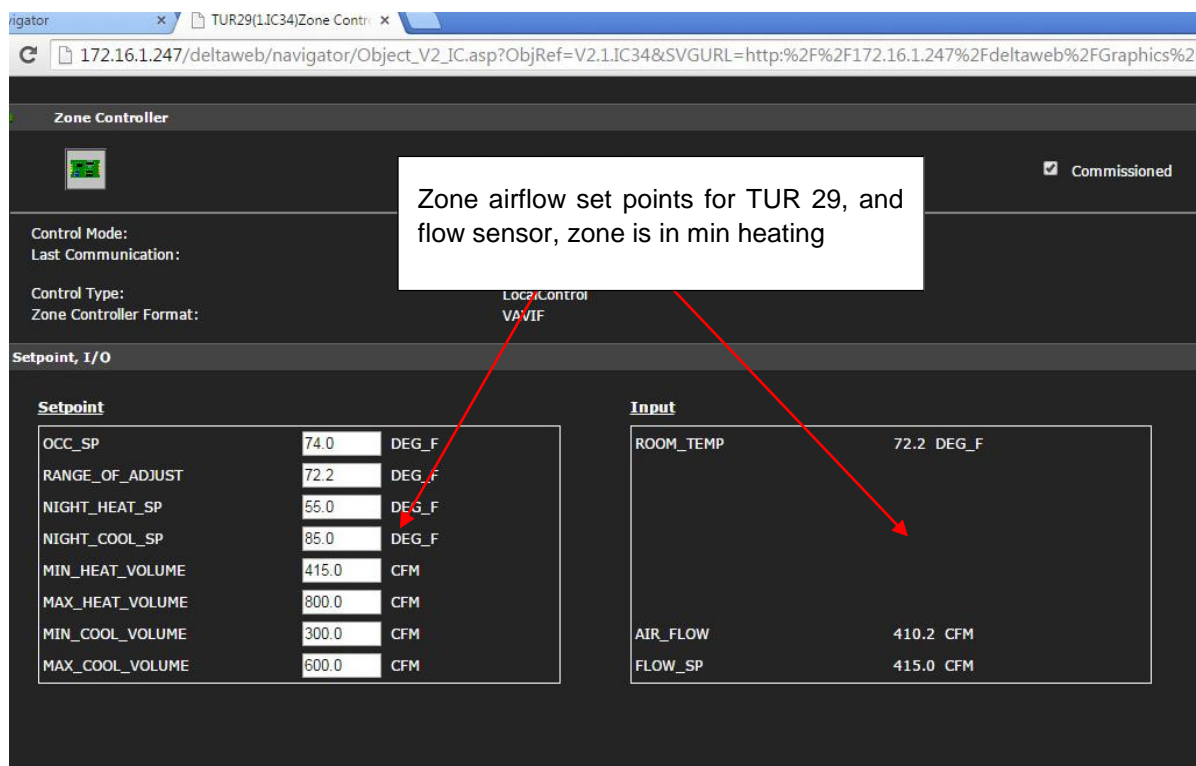 vigator
TUR29(1.IC34)Zone Contr
172.16.1.247/deltaweb/navigator/Object_V2_IC.asp?ObjRef=V2.1.IC34&SVGURL=http:%2F%2F172.16.1.247%2Fdeltaweb%2FGraphics%2
Zone Controller
Commissioned
Zone airflow set points for TUR 29, and
flow sensor, zone is in min heating
Control Mode:
Last Communication:
Control Type: LocalControl
Zone Controller Format: VAVIF
Setpoint, I/O
Setpoint
OCC_SP 74.0 DEG_F
RANGE_OF_ADJUST 72.2 DEG_F
NIGHT_HEAT_SP 55.0 DEG_F
NIGHT_COOL_SP 85.0 DEG_F
MIN_HEAT_VOLUME 415.0 CFM
MAX_HEAT_VOLUME 800.0 CFM
MIN_COOL_VOLUME 300.0 CFM
MAX_COOL_VOLUME 600.0 CFM
Input
ROOM_TEMP 72.2 DEG_F
AIR_FLOW 410.2 CFM
FLOW_SP 415.0 CFM